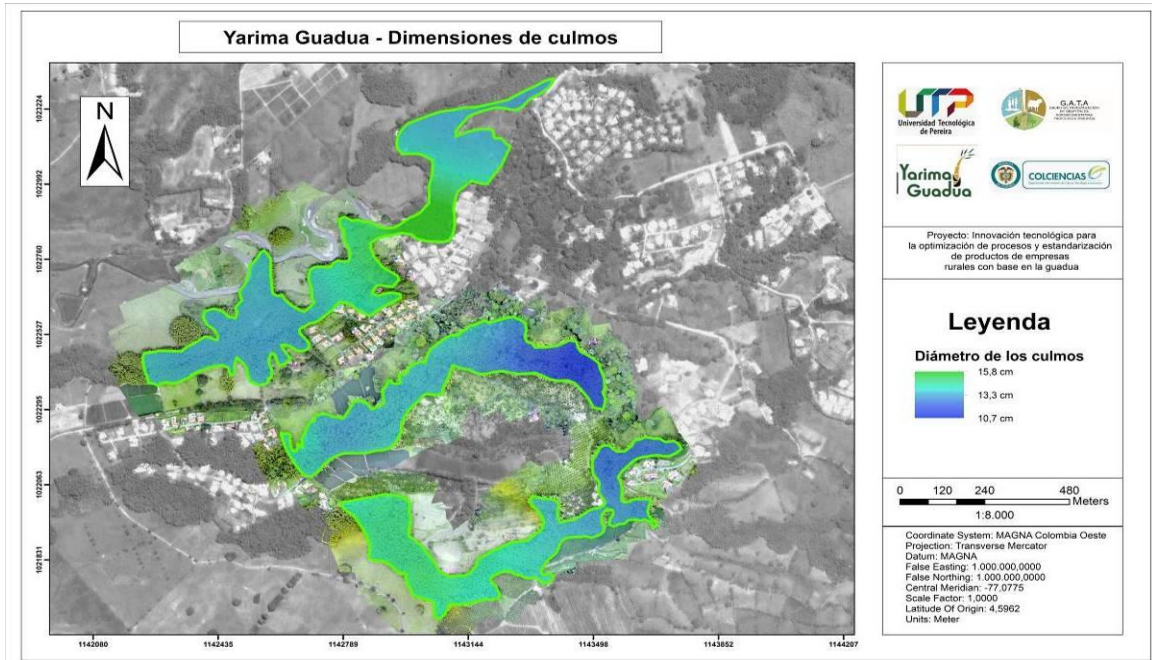 Yarima Guadua - Dimensiones de culmos
N
1023224
1022992
1022760
1022527
1022295
1022063
1021831
1142080
1142435
1142789
1143144
1143498
1143852
1144207
UTP
Universidad Tecnológica
de Pereira
G.A.T.A
Yarima
Guadua
COLCIENCIAS
Proyecto: Innovación tecnológica para
la optimización de procesos y estandarización
de productos de empresas
rurales con base en la guadua
Leyenda
Diámetro de los culmos
15,8 cm
13,3 cm
10,7 cm
0 120 240 480
Meters
1:8.000
Coordinate System: MAGNA Colombia Oeste
Projection: Transverse Mercator
Datum: MAGNA
False Easting: 1.000.000,0000
False Northing: 1.000.000,0000
Central Meridian: -77,0775
Scale Factor: 1,0000
Latitude Of Origin: 4,5962
Units: Meter